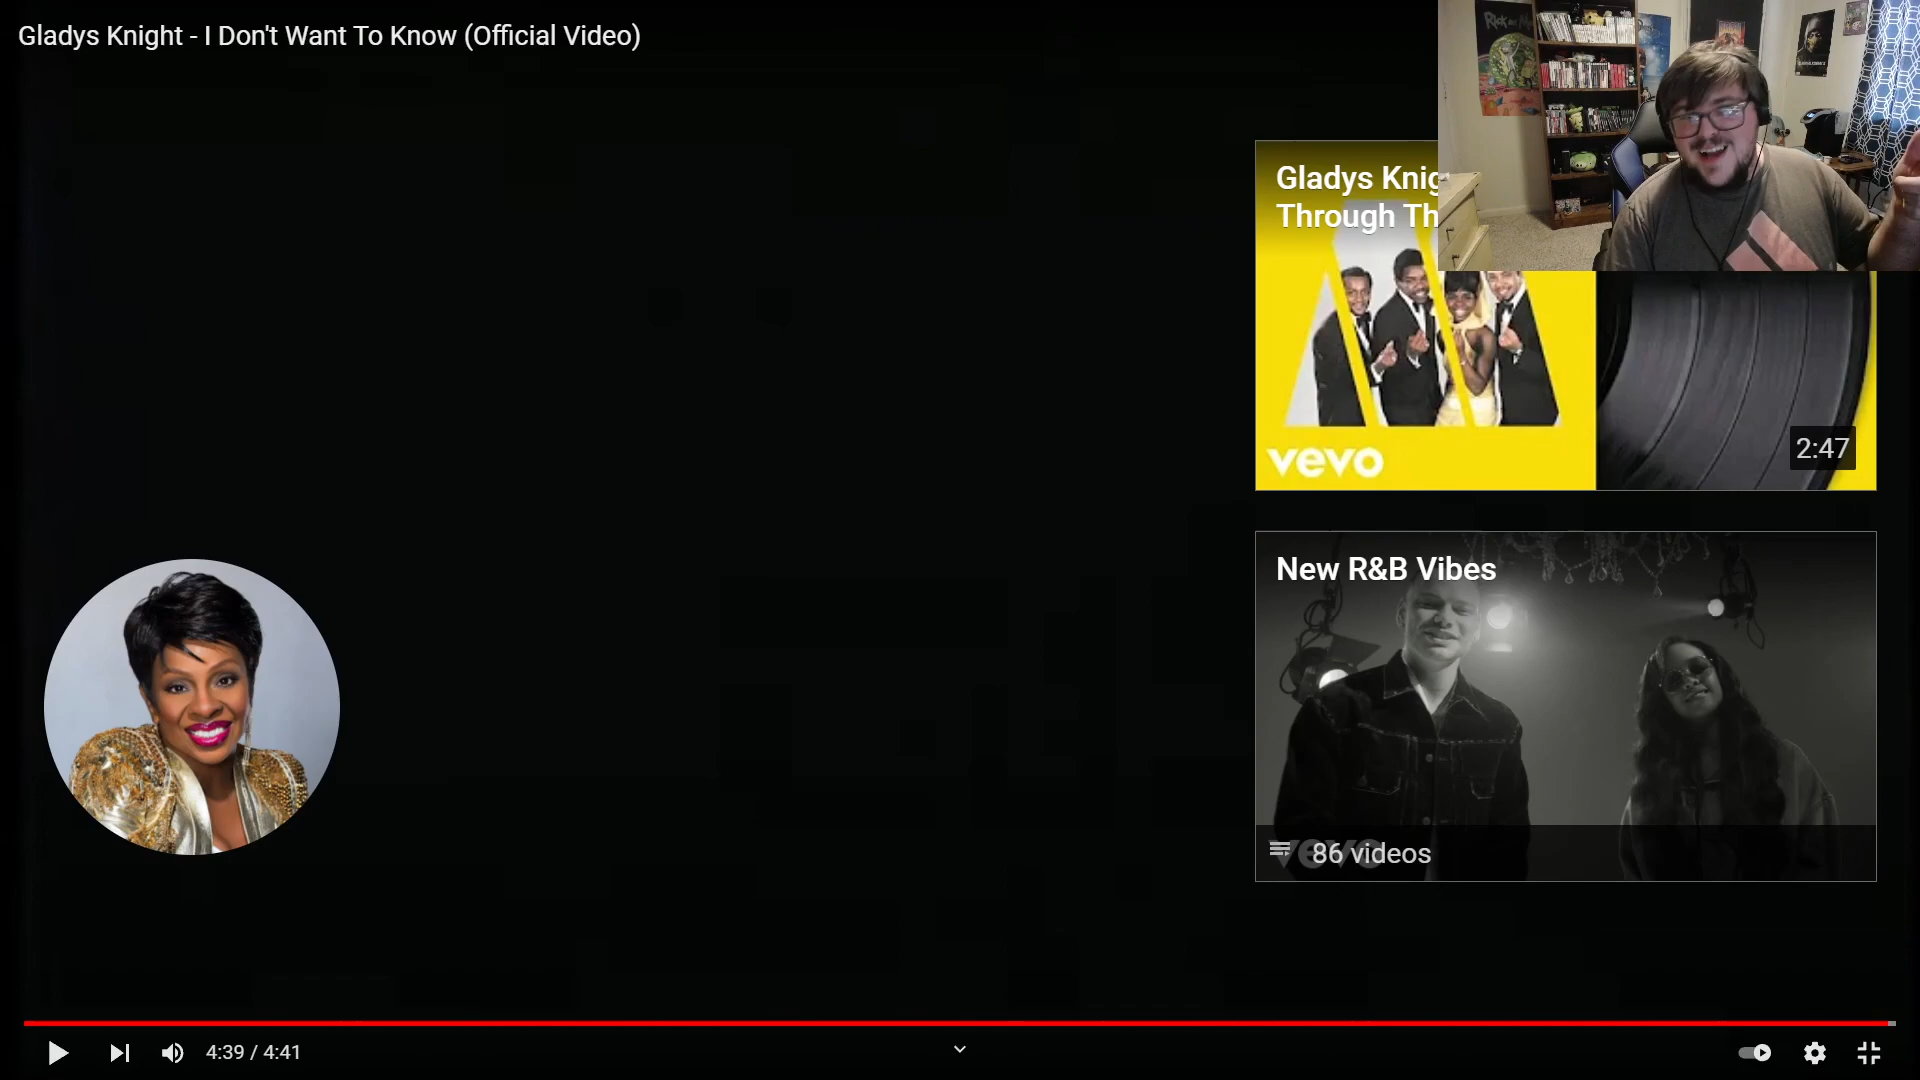 Gladys Knight - I Don't Want To Know (Official Video)
Gladys Knig
Through Th
vevo
2:47
New R&B Vibes
vevo
86 videos
4:39 / 4:41